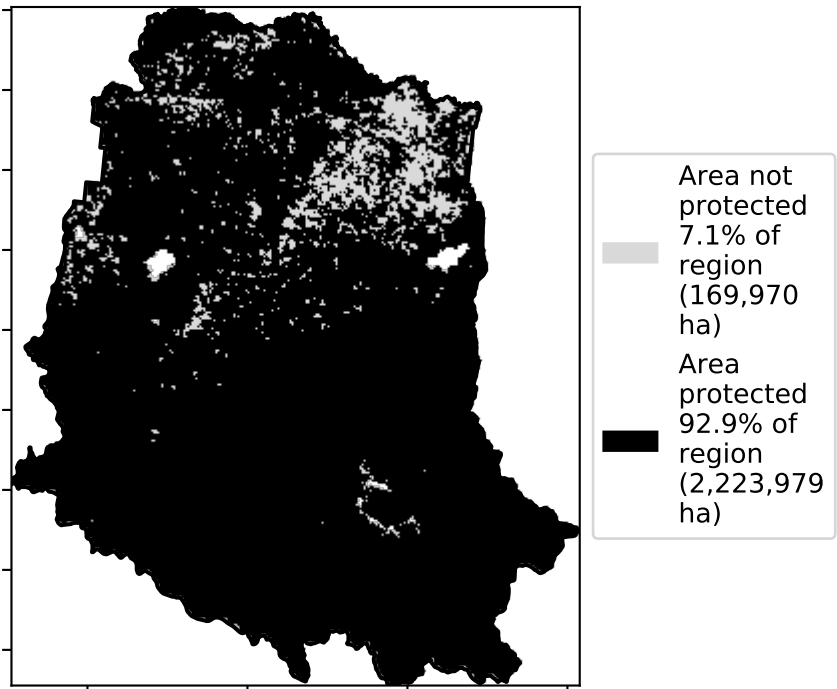 Area not
protected
7.1% of
region
(169,970
ha)
Area
protected
92.9% of
region
(2,223,979
ha)